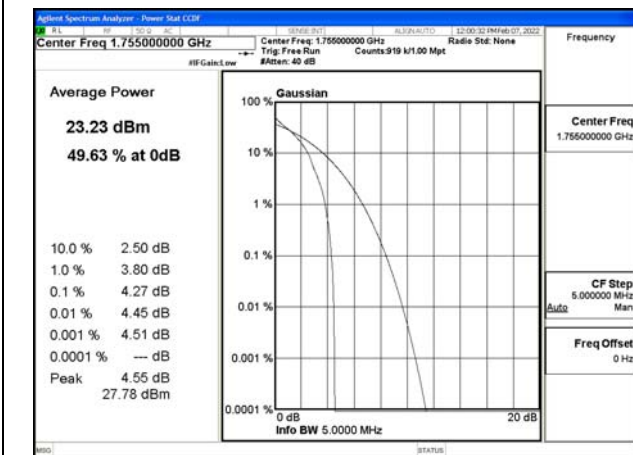 Agilent Spectrum Analyzer - Power Stat CCDF
RL RF 50 Ω AC SENSE:INT ALIGNAUTO 12:00:32 PM Feb 07, 2022
Center Freq 1.755000000 GHz
Center Freq: 1.755000000 GHz Radio Std: None
Trig: Free Run Counts:919 k/1.00 Mpt
#IFGain:Low #Atten: 40 dB
Frequency
Average Power
23.23 dBm
49.63 % at 0dB
10.0 % 2.50 dB
1.0 % 3.80 dB
0.1 % 4.27 dB
0.01 % 4.45 dB
0.001 % 4.51 dB
0.0001 % --- dB
Peak 4.55 dB
27.78 dBm
Gaussian
100 %
10 %
1 %
0.1 %
0.01 %
0.001 %
0.0001 %
0 dB 20 dB
Info BW 5.0000 MHz
Center Freq
1.755000000 GHz
CF Step
5.000000 MHz
Auto Man
Freq Offset
0 Hz
MSG STATUS